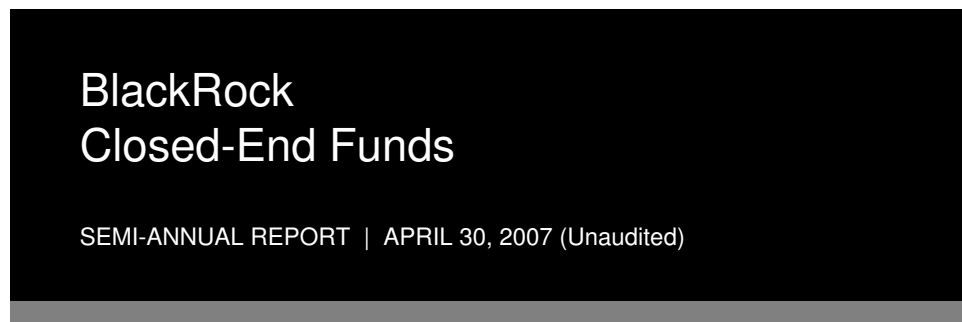 BlackRock
Closed-End Funds
SEMI-ANNUAL REPORT | APRIL 30, 2007 (Unaudited)